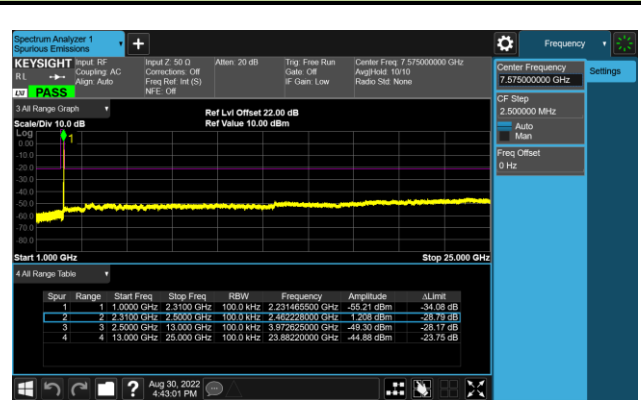 Spectrum Analyzer 1
Spurious Emissions
Frequency
KEYSIGHT Input: RF Input Z: 50 Ω Atten: 20 dB Trig: Free Run Center Freq: 7.575000000 GHz
RL Coupling: AC Corrections: Off Gate: Off Avg|Hold: 10/10
Align: Auto Freq Ref: Int (S) IF Gain: Low Radio Std: None
NFE: Off
LW PASS
Center Frequency
7.575000000 GHz
Settings
CF Step
2.500000 MHz
Auto
Man
Freq Offset
0 Hz
3 All Range Graph
Ref Lvl Offset 22.00 dB
Scale/Div 10.0 dB Ref Value 10.00 dBm
Log
1
0.00
-10.0
-20.0
-30.0
-40.0
-50.0
-60.0
-70.0
-80.0
Start 1.000 GHz Stop 25.000 GHz
4 All Range Table
Spur Range Start Freq Stop Freq RBW Frequency Amplitude ΔLimit
1 1 1.0000 GHz 2.3100 GHz 100.0 kHz 2.231465500 GHz -55.21 dBm -34.08 dB
2 2 2.3100 GHz 2.5000 GHz 100.0 kHz 2.462228000 GHz 1.208 dBm -28.79 dB
3 3 2.5000 GHz 13.000 GHz 100.0 kHz 3.972625000 GHz -49.30 dBm -28.17 dB
4 4 13.000 GHz 25.000 GHz 100.0 kHz 23.88220000 GHz -44.88 dBm -23.75 dB
? Aug 30, 2022
4:43:01 PM